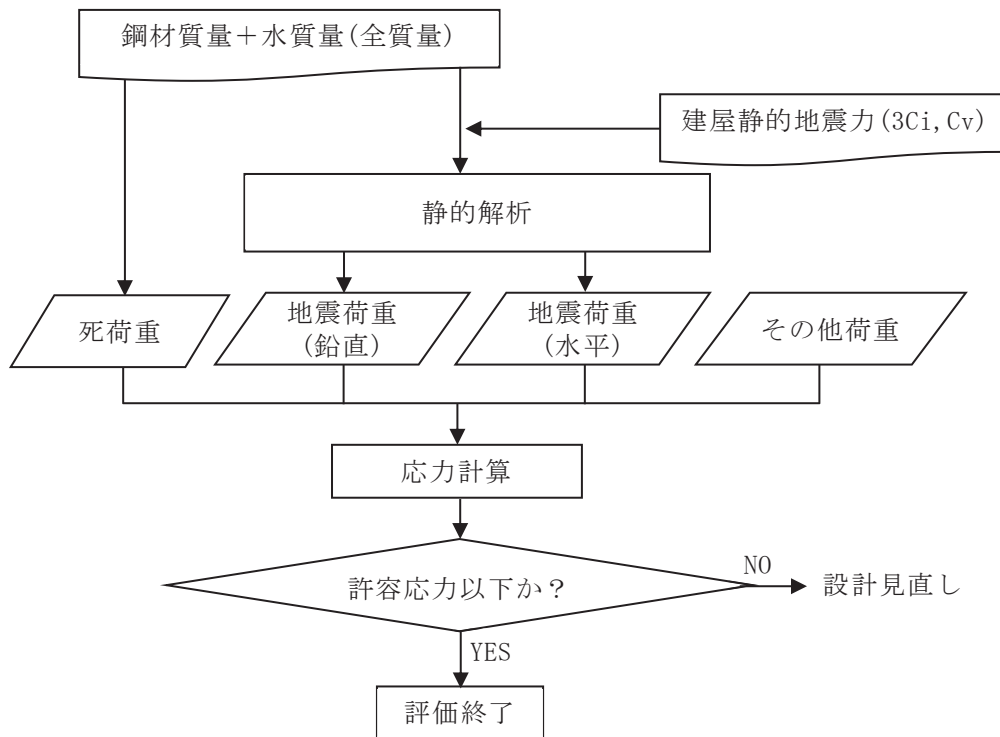 鋼材質量＋水質量(全質量)
建屋静的地震力(3Ci,Cv)
静的解析
死荷重
地震荷重
(鉛直)
地震荷重
(水平)
その他荷重
応力計算
許容応力以下か？
NO
設計見直し
YES
評価終了